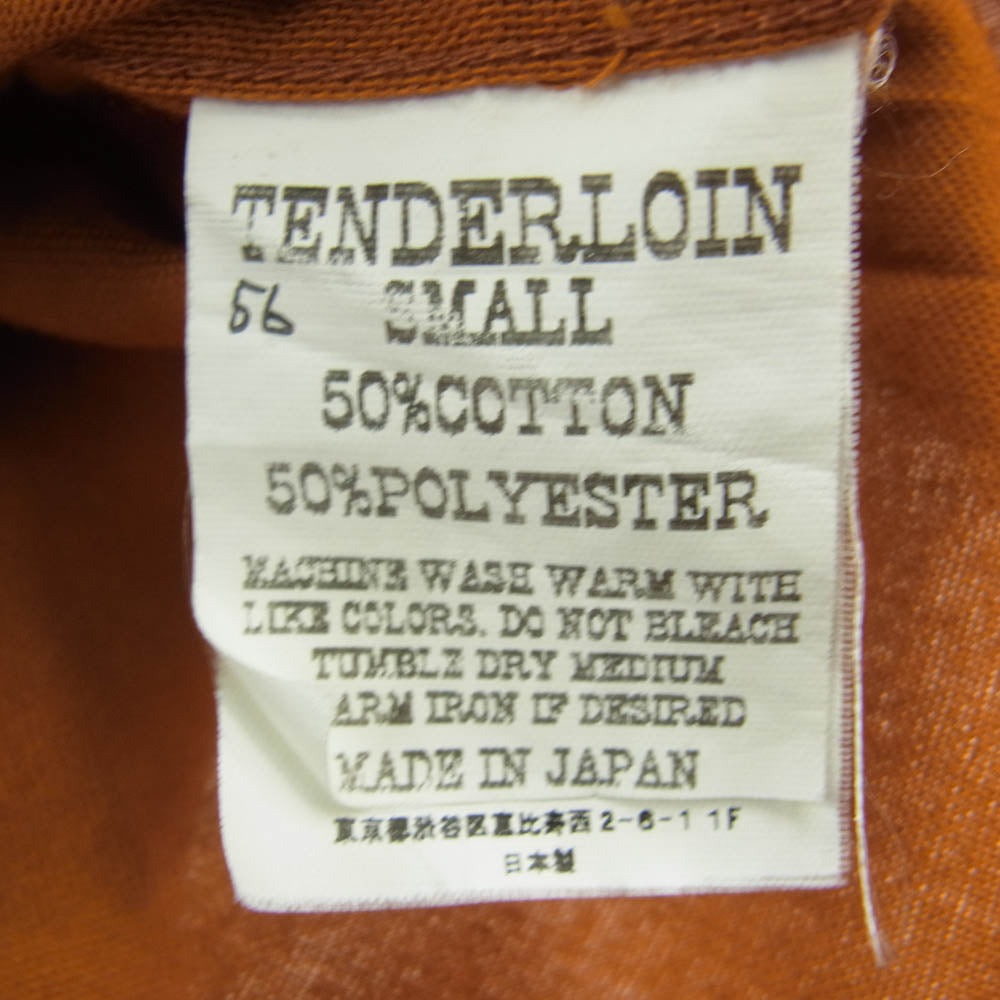 TENDERLOIN
56 SMALL
50%COTTON
50%POLYESTER
MACHINE WASH WARM WITH
LIKE COLORS. DO NOT BLEACH
TUMBLE DRY MEDIUM
ARM IRON IF DESIRED
MADE IN JAPAN
東京都渋谷区恵比寿西2-6-1 1F
日本製